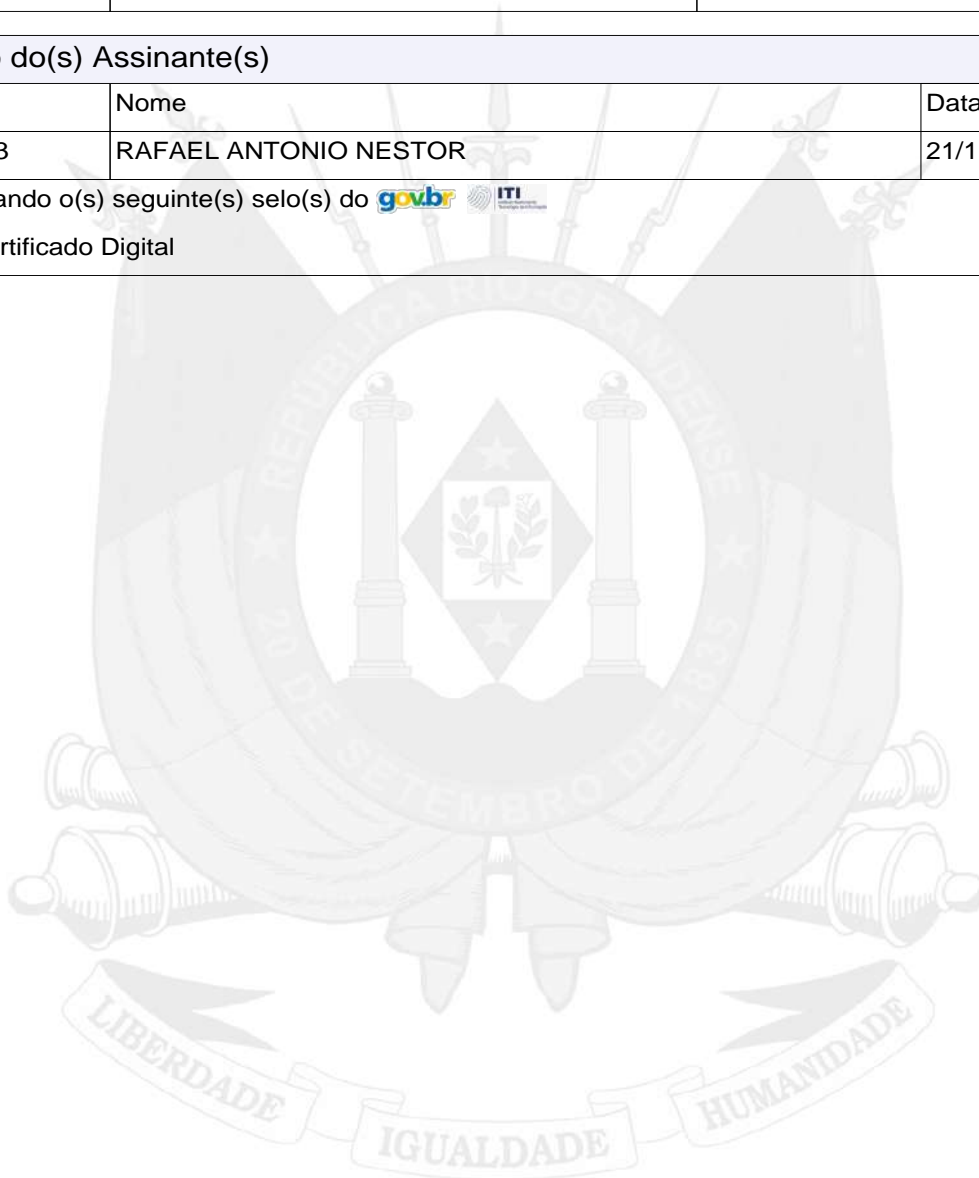 o do(s) Assinante(s)
Nome
Data
3
RAFAEL ANTONIO NESTOR
21/1
ando o(s) seguinte(s) selo(s) do gov.br ITI
rtificado Digital
REPÚBLICA RIO-GRANDENSE
20 DE SETEMBRO DE 1835
LIBERDADE IGUALDADE HUMANIDADE